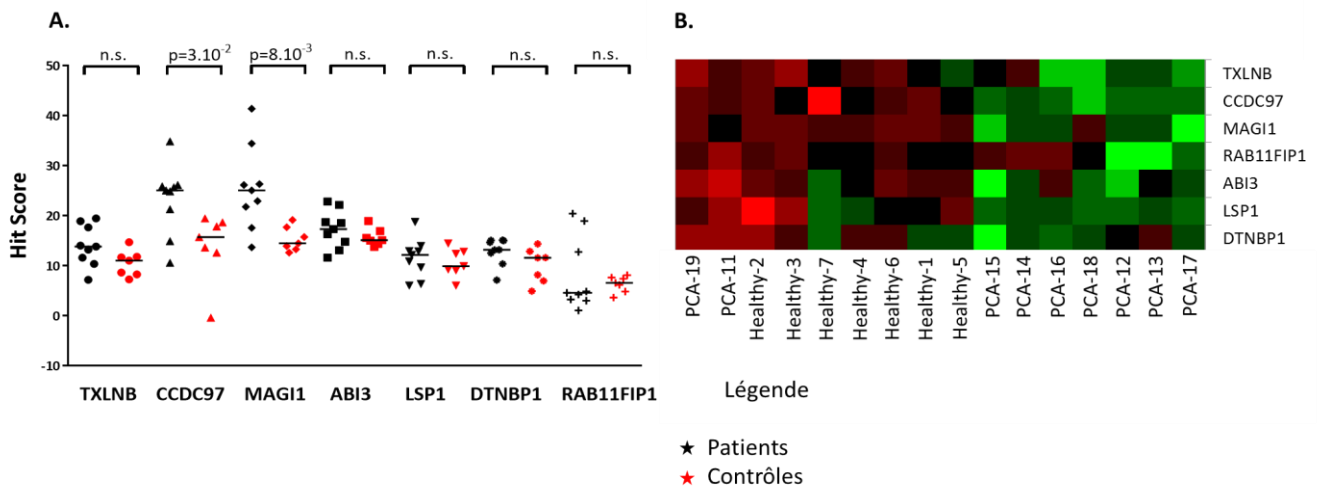 A.
n.s.
p=3.10⁻²
p=8.10⁻³
n.s.
n.s.
n.s.
n.s.
Hit Score
50
40
30
20
10
0
-10
TXLNB
CCDC97
MAGI1
ABI3
LSP1
DTNBP1
RAB11FIP1
B.
TXLNB
CCDC97
MAGI1
RAB11FIP1
ABI3
LSP1
DTNBP1
PCA-19
PCA-11
Healthy-2
Healthy-3
Healthy-7
Healthy-4
Healthy-6
Healthy-1
Healthy-5
PCA-15
PCA-14
PCA-16
PCA-18
PCA-12
PCA-13
PCA-17
Légende
Patients
Contrôles